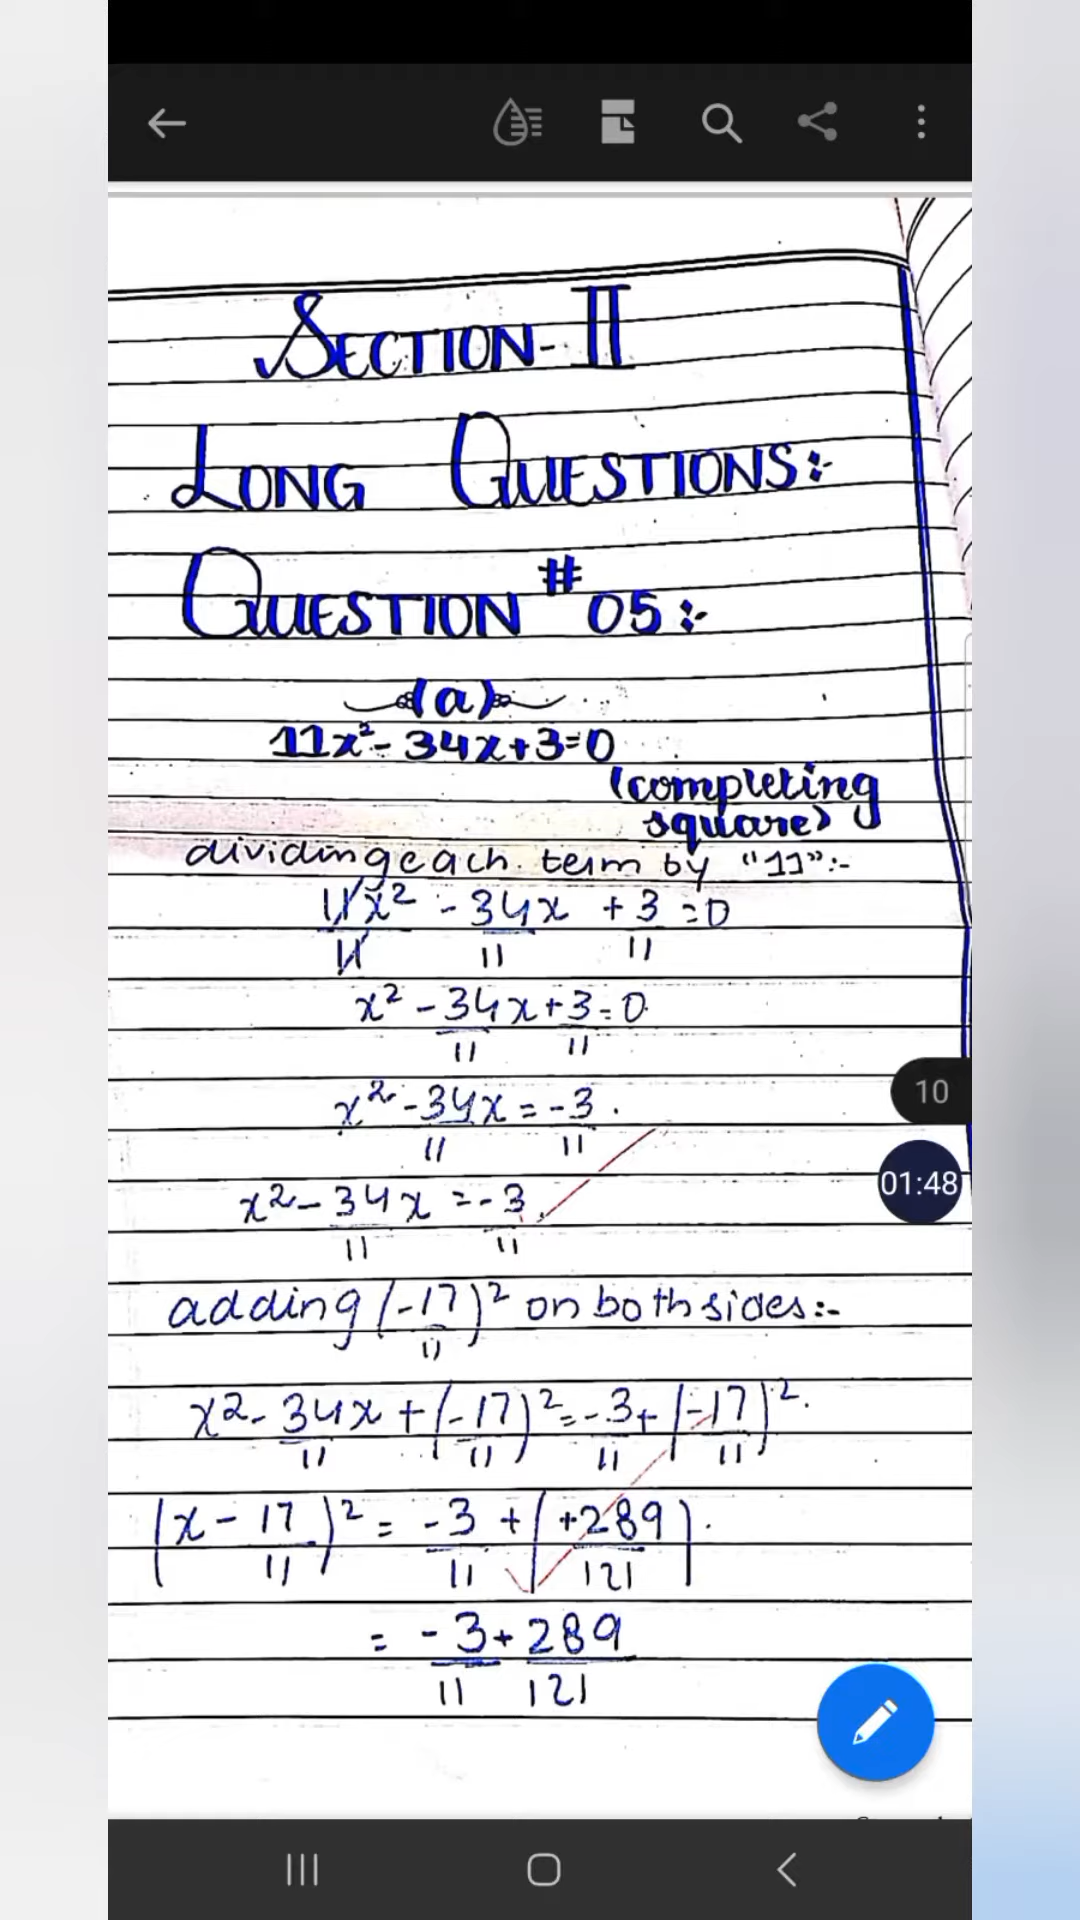 SECTION-II
LONG QUESTIONS:-
QUESTION # 05:-
(a)
11x²-34x+3=0
(completing
square)
dividing each term by "11":-
11x² - 34x + 3 = 0
11 11 11
x² - 34x + 3 = 0
11 11
10
x² - 34x = -3
11 11
01:48
x² - 34x = -3
11 11
adding (-17)² on both sides:-
11
x² - 34x + (-17)² = -3 + (-17)²
11 11 11 11
(x - 17)² = -3 + (+289)
11 11 121
= -3 + 289
11 121